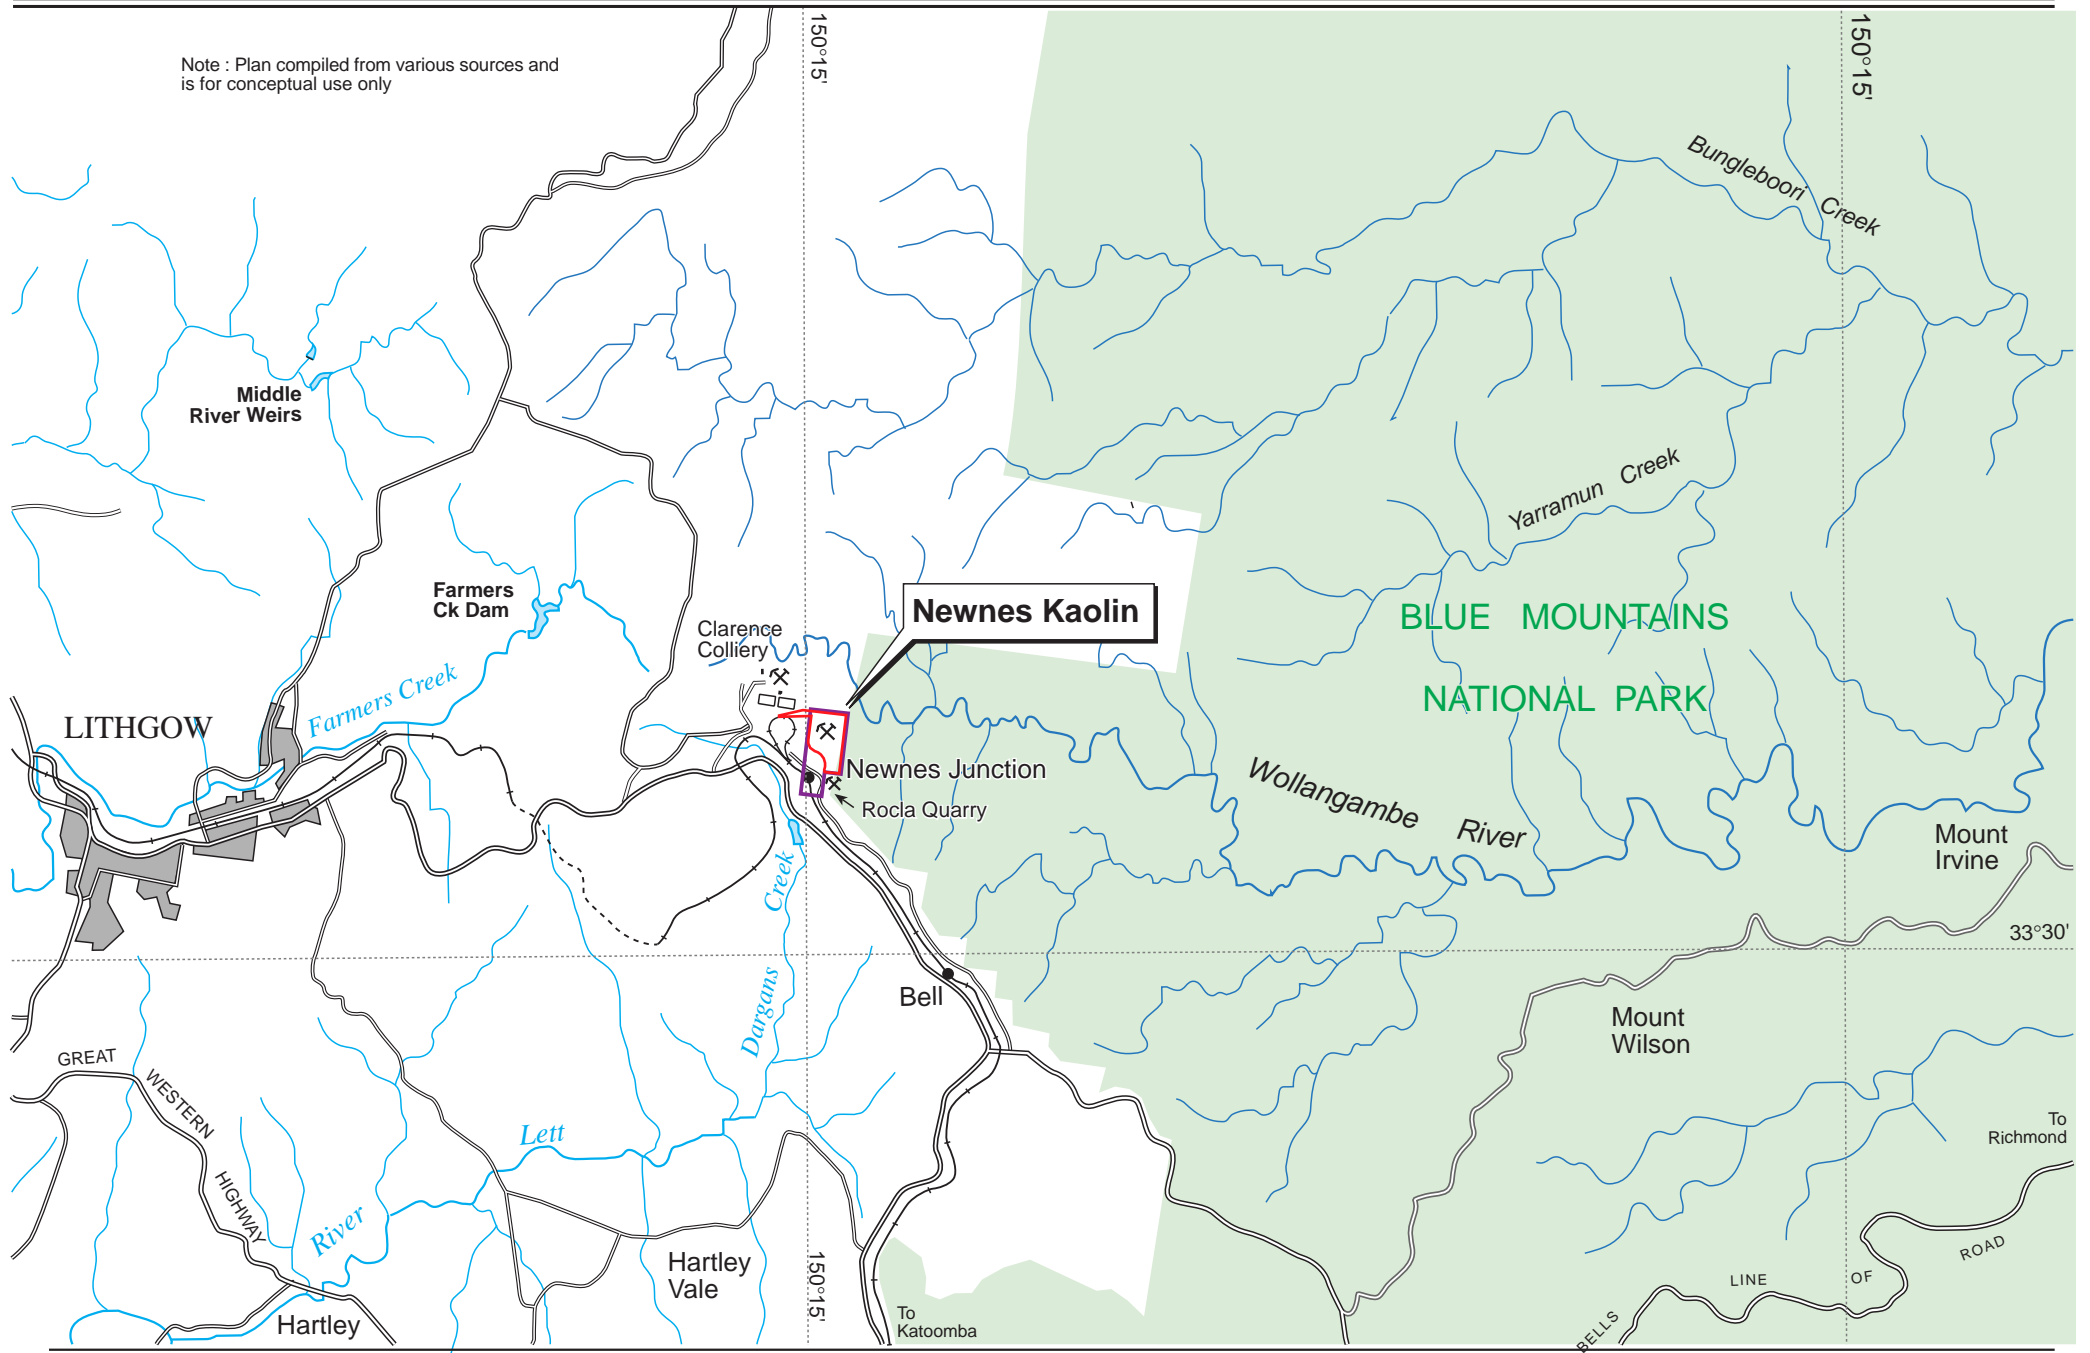 Note : Plan compiled from various sources and
is for conceptual use only
150°15'
150°15'
Bungleboori Creek
Middle
River Weirs
Yarramun Creek
Farmers
Ck Dam
Clarence
Colliery
Newnes Kaolin
BLUE MOUNTAINS
NATIONAL PARK
Farmers Creek
LITHGOW
Newnes Junction
Rocla Quarry
Wollangambe River
Mount
Irvine
Dargans Creek
33°30'
Bell
Mount
Wilson
GREAT
WESTERN
HIGHWAY
Lett
River
To
Richmond
Hartley
Vale
150°15'
Hartley
To
Katoomba
BELLS
LINE
OF
ROAD